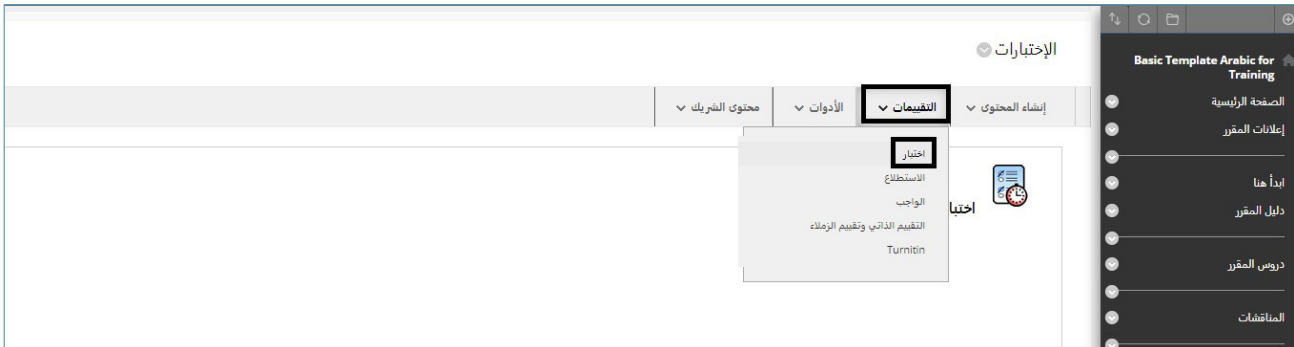 الإختبارات
إنشاء المحتوى
التقييمات
الأدوات
محتوى الشريك
اختبار
الاستطلاع
الواجب
التقييم الذاتي وتقييم الزملاء
Turnitin
اختبا
Basic Template Arabic for
Training
الصفحة الرئيسية
إعلانات المقرر
ابدأ هنا
دليل المقرر
دروس المقرر
المناقشات